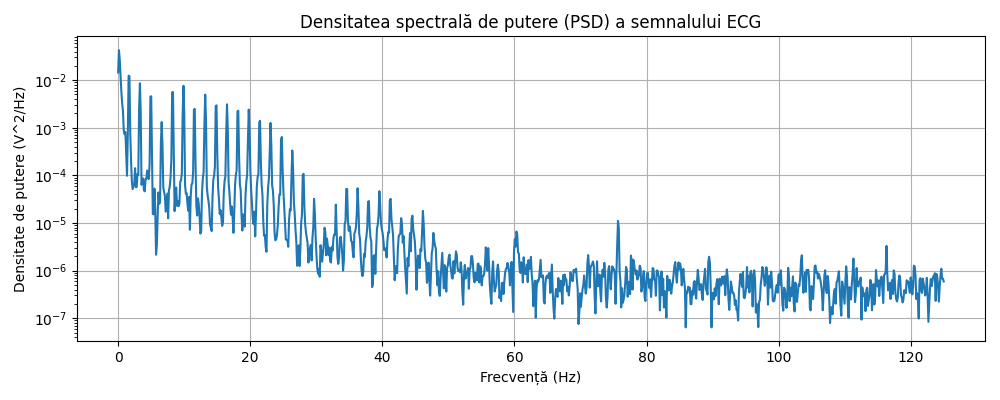 Densitatea spectrală de putere (PSD) a semnalului ECG
Densitate de putere (V^2/Hz)
10^-2
10^-3
10^-4
10^-5
10^-6
10^-7
0 20 40 60 80 100 120
Frecvență (Hz)